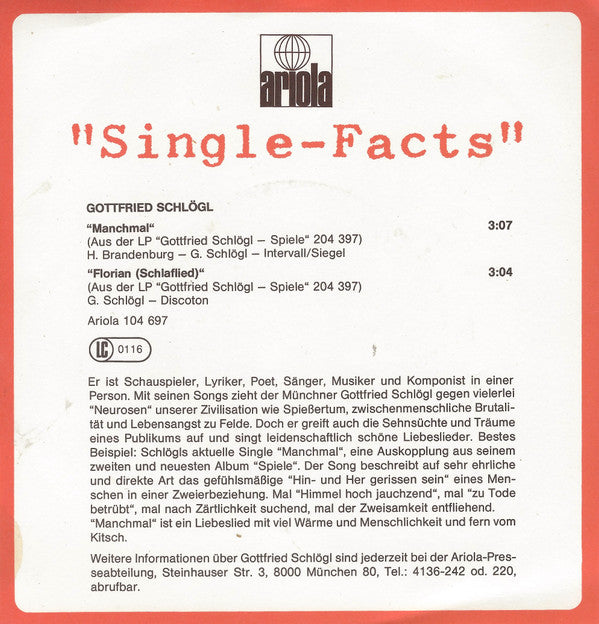 ariola
"Single-Facts"
GOTTFRIED SCHLÖGL
“Manchmal“ 3:07
(Aus der LP “Gottfried Schlögl – Spiele“ 204 397)
H. Brandenburg – G. Schlögl – Intervall/Siegel
“Florian (Schlaflied)“ 3:04
(Aus der LP “Gottfried Schlögl – Spiele“ 204 397)
G. Schlögl – Discoton
Ariola 104 697
LC 0116
Er ist Schauspieler, Lyriker, Poet, Sänger, Musiker und Komponist in einer
Person. Mit seinen Songs zieht der Münchner Gottfried Schlögl gegen vielerlei
“Neurosen“ unserer Zivilisation wie Spießertum, zwischenmenschliche Brutali-
tät und Lebensangst zu Felde. Doch er greift auch die Sehnsüchte und Träume
eines Publikums auf und singt leidenschaftlich schöne Liebeslieder. Bestes
Beispiel: Schlögls aktuelle Single “Manchmal“, eine Auskopplung aus seinem
zweiten und neuesten Album “Spiele“. Der Song beschreibt auf sehr ehrliche
und direkte Art das gefühlsmäßige “Hin- und Her gerissen sein“ eines Men-
schen in einer Zweierbeziehung. Mal “Himmel hoch jauchzend“, mal “zu Tode
betrübt“, mal nach Zärtlichkeit suchend, mal der Zweisamkeit entfliehend.
“Manchmal“ ist ein Liebeslied mit viel Wärme und Menschlichkeit und fern vom
Kitsch.
Weitere Informationen über Gottfried Schlögl sind jederzeit bei der Ariola-Pres-
seabteilung, Steinhauser Str. 3, 8000 München 80, Tel.: 4136-242 od. 220,
abrufbar.